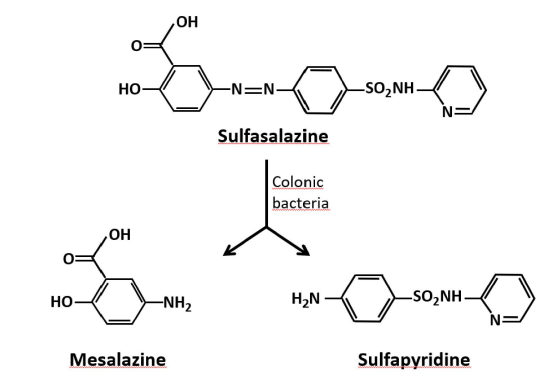 OH
O
HO
N=N
SO2NH
N
Sulfasalazine
Colonic
bacteria
OH
O
HO
NH2
H2N
SO2NH
N
Mesalazine
Sulfapyridine